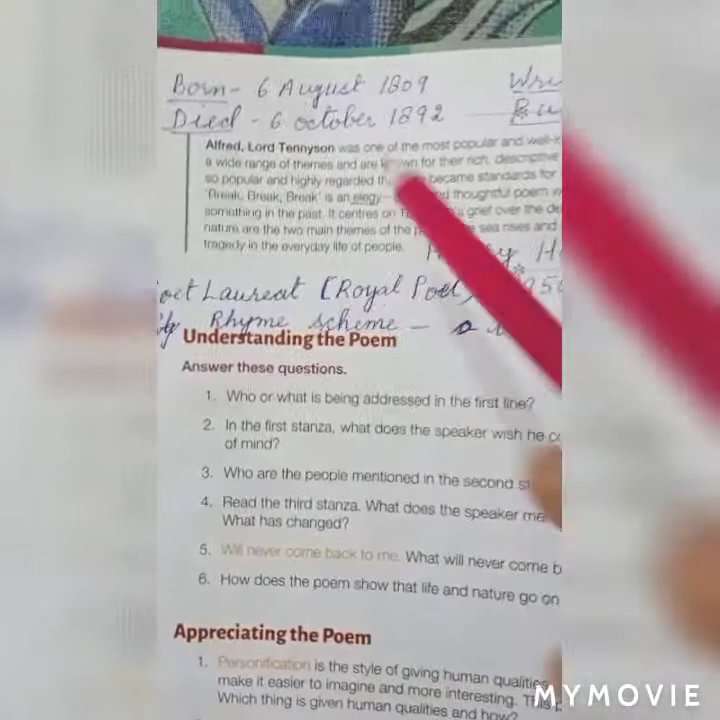 Born - 6 August 1809
Died - 6 october 1892
Alfred, Lord Tennyson was one of the most popular and
a wide range of themes and are known for their rich, descriptive
so popular and highly regarded became standards for
'Break, Break, Break' is an elegy— thoughtful poem
something in the past. It centres on grief over the
nature are the two main themes of the sea rises and
tragedy in the everyday life of people.
Laureat [Royal Poet
Rhyme scheme -
Understanding the Poem
Answer these questions.
1. Who or what is being addressed in the first line?
2. In the first stanza, what does the speaker wish he
of mind?
3. Who are the people mentioned in the second
4. Read the third stanza. What does the speaker
What has changed?
5. Will never come back to me. What will never come
6. How does the poem show that life and nature go on
Appreciating the Poem
1. Personification is the style of giving human qualities
make it easier to imagine and more interesting.
Which thing is given human qualities and how?
MYMOVIE